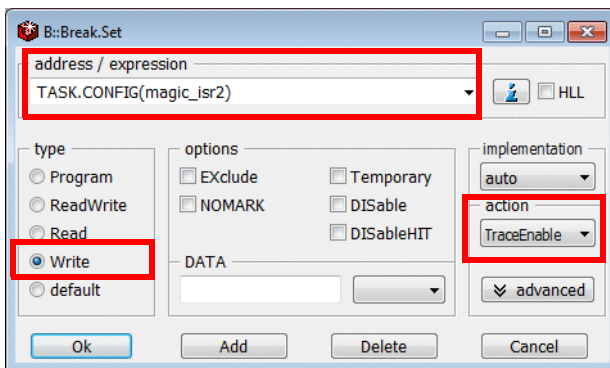 B::Break.Set
address / expression
TASK.CONFIG(magic_isr2)
i HLL
type
Program
ReadWrite
Read
Write
default
options
EXclude Temporary
NOMARK DISable
DISableHIT
DATA
implementation
auto
action
TraceEnable
advanced
Ok Add Delete Cancel